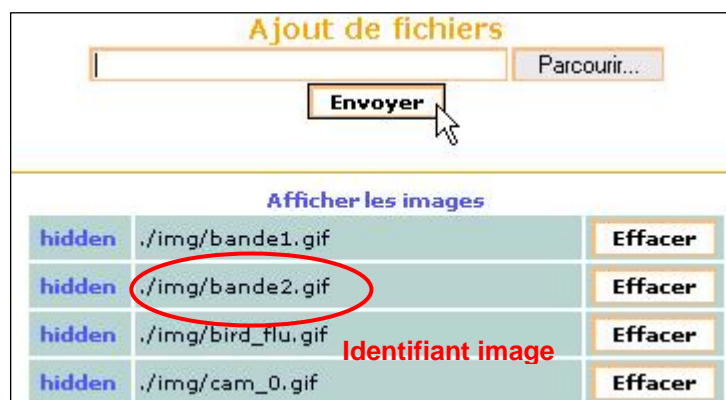 Ajout de fichiers
Parcourir...
Envoyer
Afficher les images
hidden ./img/bande1.gif Effacer
hidden ./img/bande2.gif Effacer
hidden ./img/bird_flu.gif Effacer
Identifiant image
hidden ./img/cam_0.gif Effacer